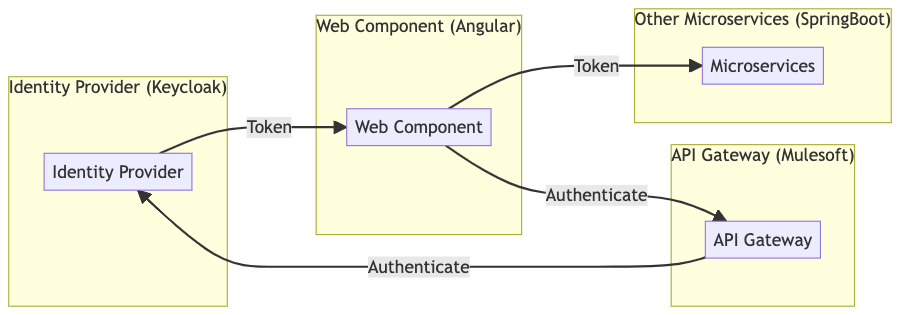 Other Microservices (SpringBoot)
Web Component (Angular)
Token
Microservices
Identity Provider (Keycloak)
Token
Web Component
API Gateway (Mulesoft)
Identity Provider
Authenticate
API Gateway
Authenticate